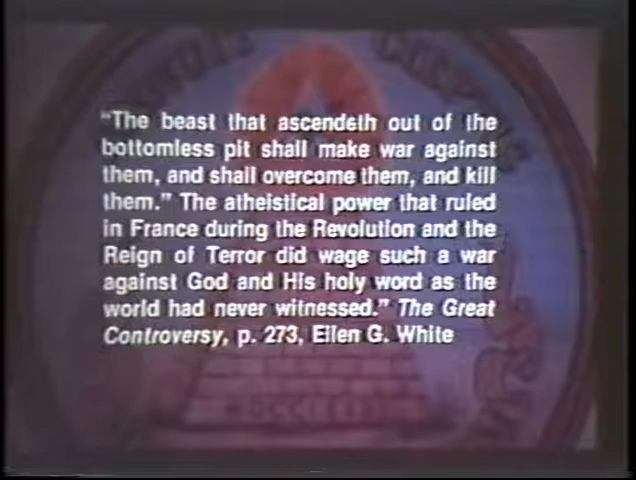 "The beast that ascendeth out of the
bottomless pit shall make war against
them, and shall overcome them, and kill
them." The atheistical power that ruled
in France during the Revolution and the
Reign of Terror did wage such a war
against God and His holy word as the
world had never witnessed." The Great
Controversy, p. 273, Ellen G. White